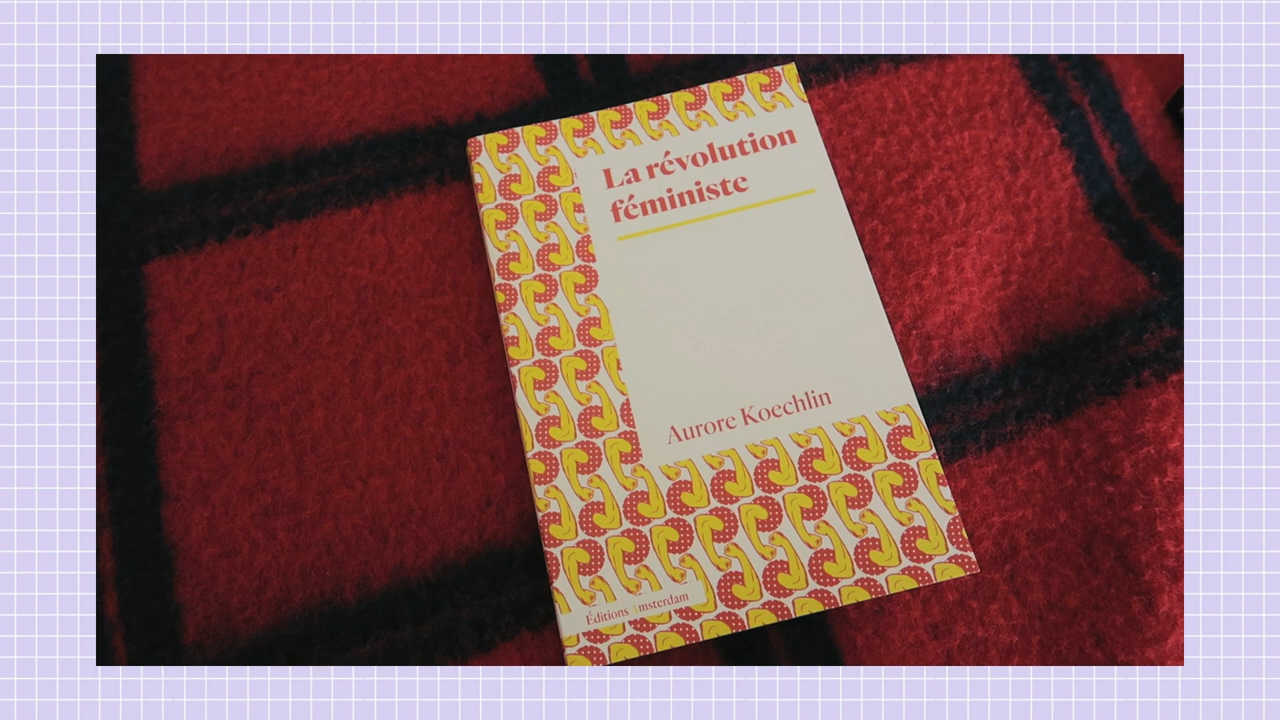 La révolution
féministe
Aurore Koechlin
Éditions Amsterdam